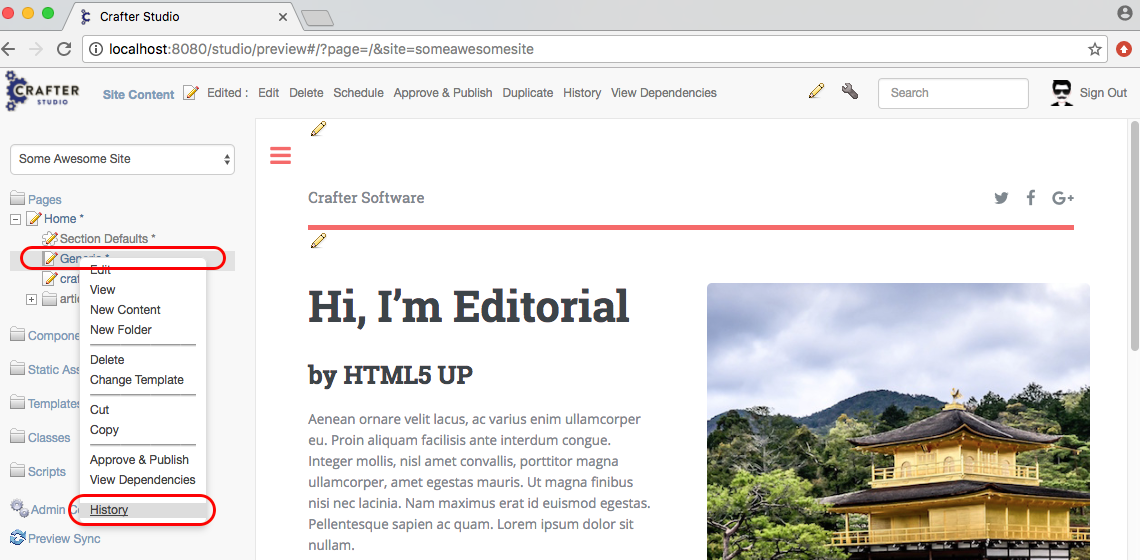 Crafter Studio
localhost:8080/studio/preview#/?page=/&site=someawesomesite
CRAFTER
STUDIO
Site Content
Edited :
Edit
Delete
Schedule
Approve & Publish
Duplicate
History
View Dependencies
Search
Sign Out
Some Awesome Site
Pages
Home *
Section Defaults *
Generic *
craf
artic
Compone
Static Ass
Templates
Classes
Scripts
Admin C
Preview Sync
Edit
View
New Content
New Folder
Delete
Change Template
Cut
Copy
Approve & Publish
View Dependencies
History
Crafter Software
Hi, I’m Editorial
by HTML5 UP
Aenean ornare velit lacus, ac varius enim ullamcorper
eu. Proin aliquam facilisis ante interdum congue.
Integer mollis, nisl amet convallis, porttitor magna
ullamcorper, amet egestas mauris. Ut magna finibus
nisi nec lacinia. Nam maximus erat id euismod egestas.
Pellentesque sapien ac quam. Lorem ipsum dolor sit
nullam.